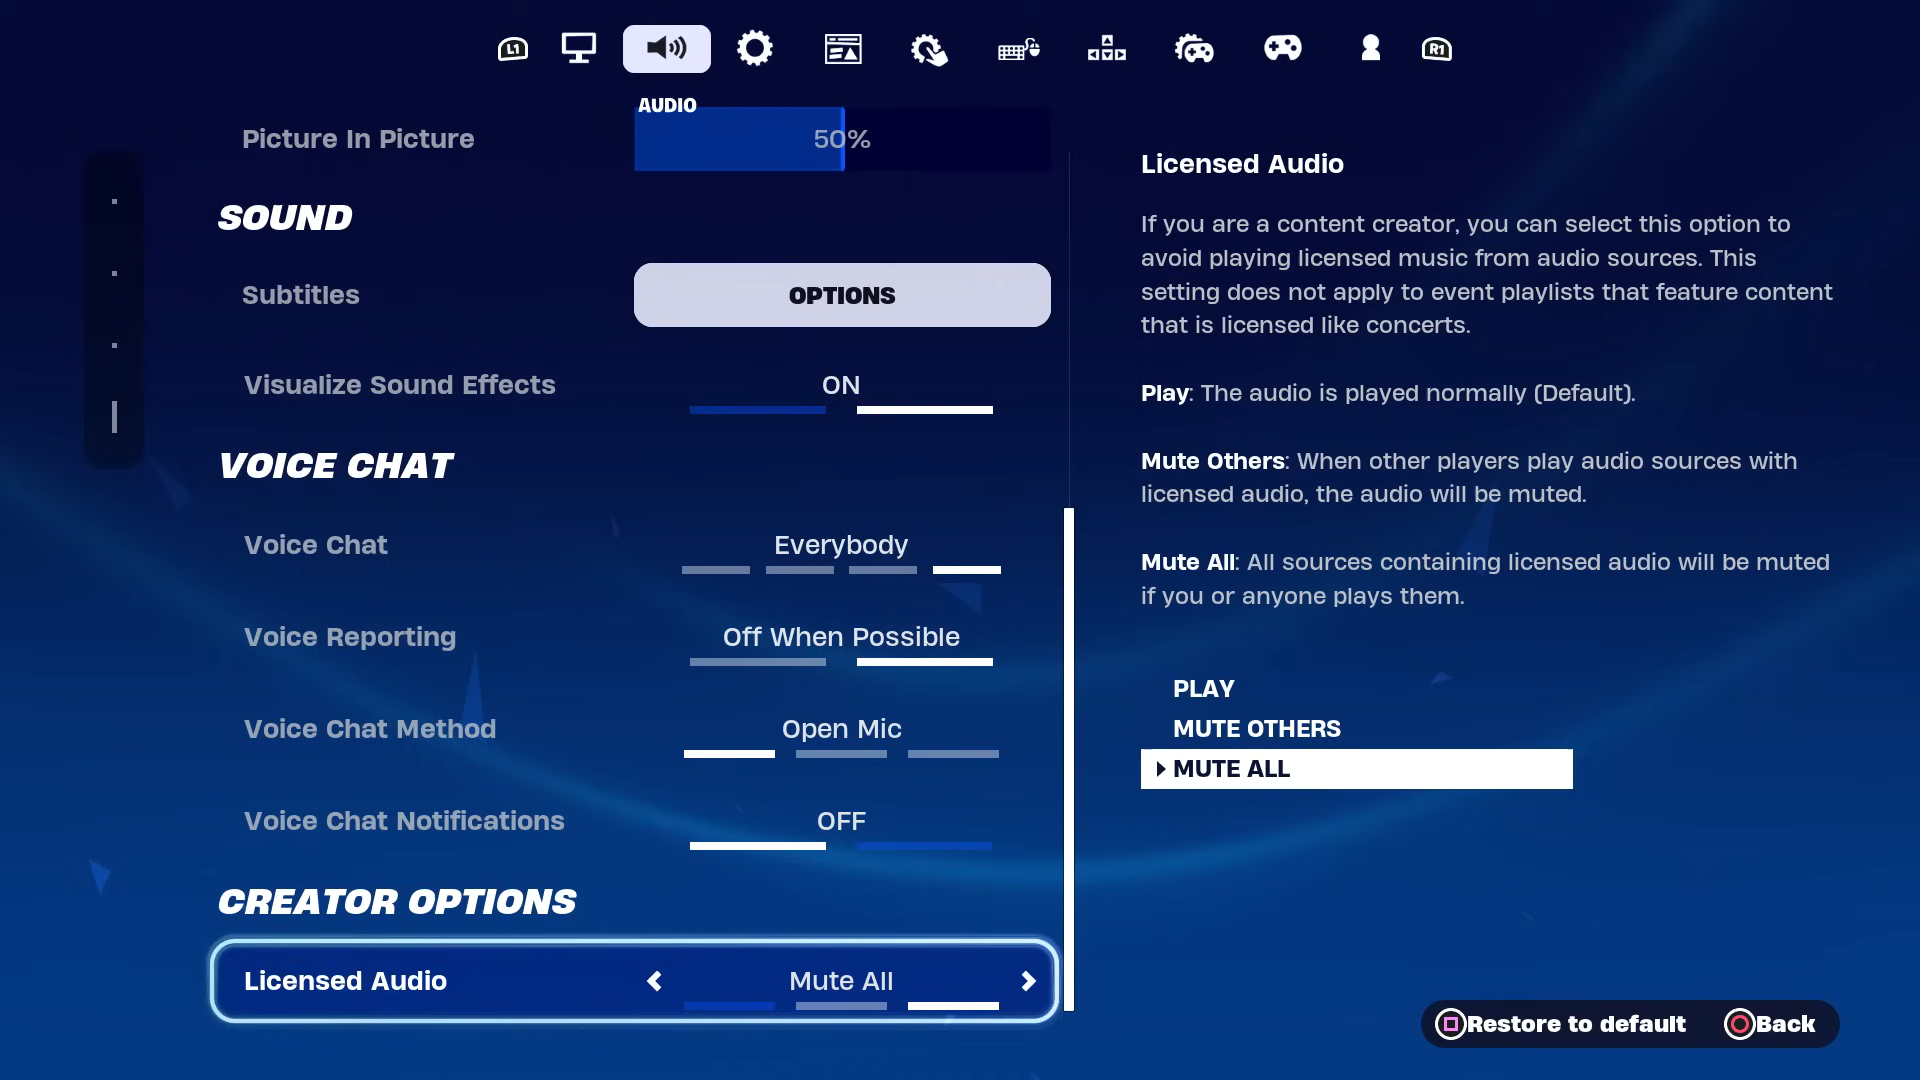 L1
R1
AUDIO
Picture In Picture
50%
SOUND
Subtitles
OPTIONS
Visualize Sound Effects
ON
VOICE CHAT
Voice Chat
Everybody
Voice Reporting
Off When Possible
Voice Chat Method
Open Mic
Voice Chat Notifications
OFF
CREATOR OPTIONS
Licensed Audio
Mute All
Licensed Audio
If you are a content creator, you can select this option to
avoid playing licensed music from audio sources. This
setting does not apply to event playlists that feature content
that is licensed like concerts.
Play: The audio is played normally (Default).
Mute Others: When other players play audio sources with
licensed audio, the audio will be muted.
Mute All: All sources containing licensed audio will be muted
if you or anyone plays them.
PLAY
MUTE OTHERS
MUTE ALL
Restore to default
Back